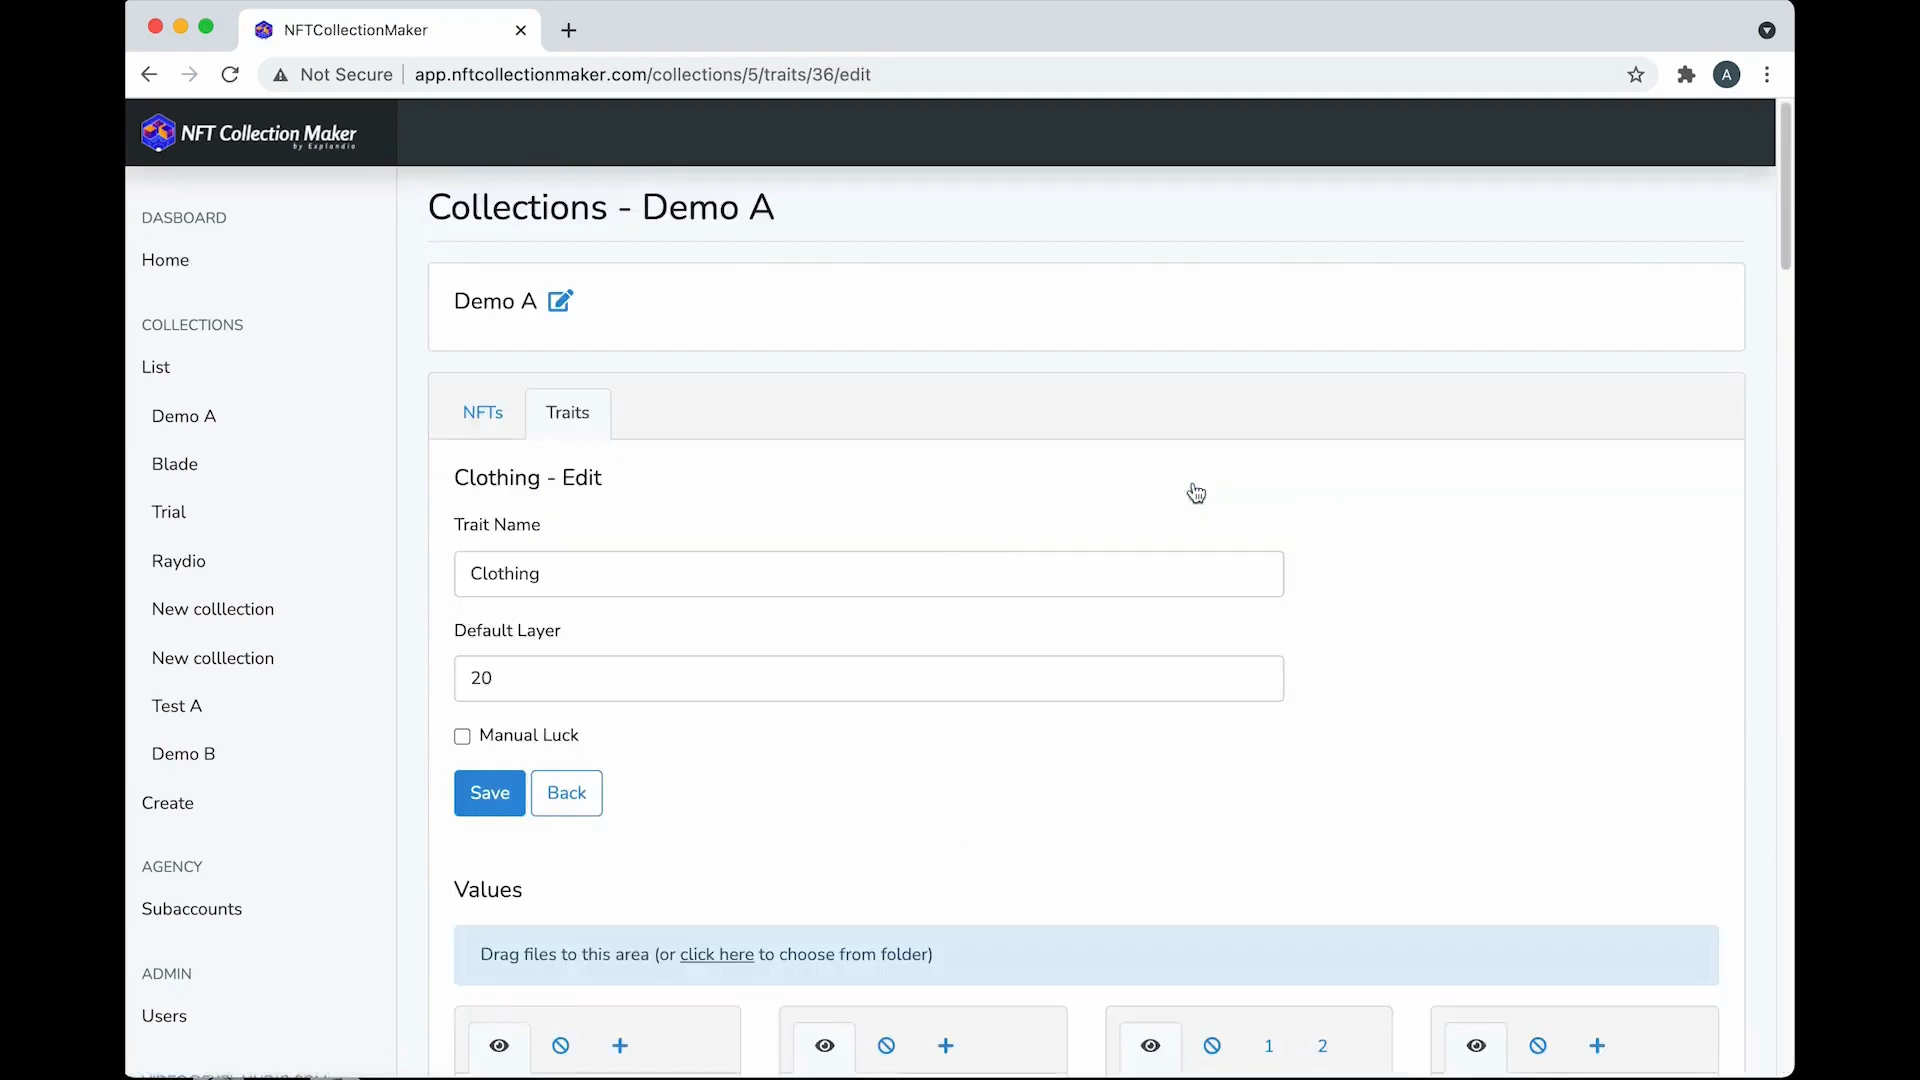 NFTCollectionMaker
Not Secure app.nftcollectionmaker.com/collections/5/traits/36/edit
A
NFT Collection Maker
by Explandio
DASBOARD
Home
COLLECTIONS
List
Demo A
Blade
Trial
Raydio
New colllection
New colllection
Test A
Demo B
Create
AGENCY
Subaccounts
ADMIN
Users
Collections - Demo A
Demo A
NFTs Traits
Clothing - Edit
Trait Name
Clothing
Default Layer
20
Manual Luck
Save Back
Values
Drag files to this area (or click here to choose from folder)
1 2